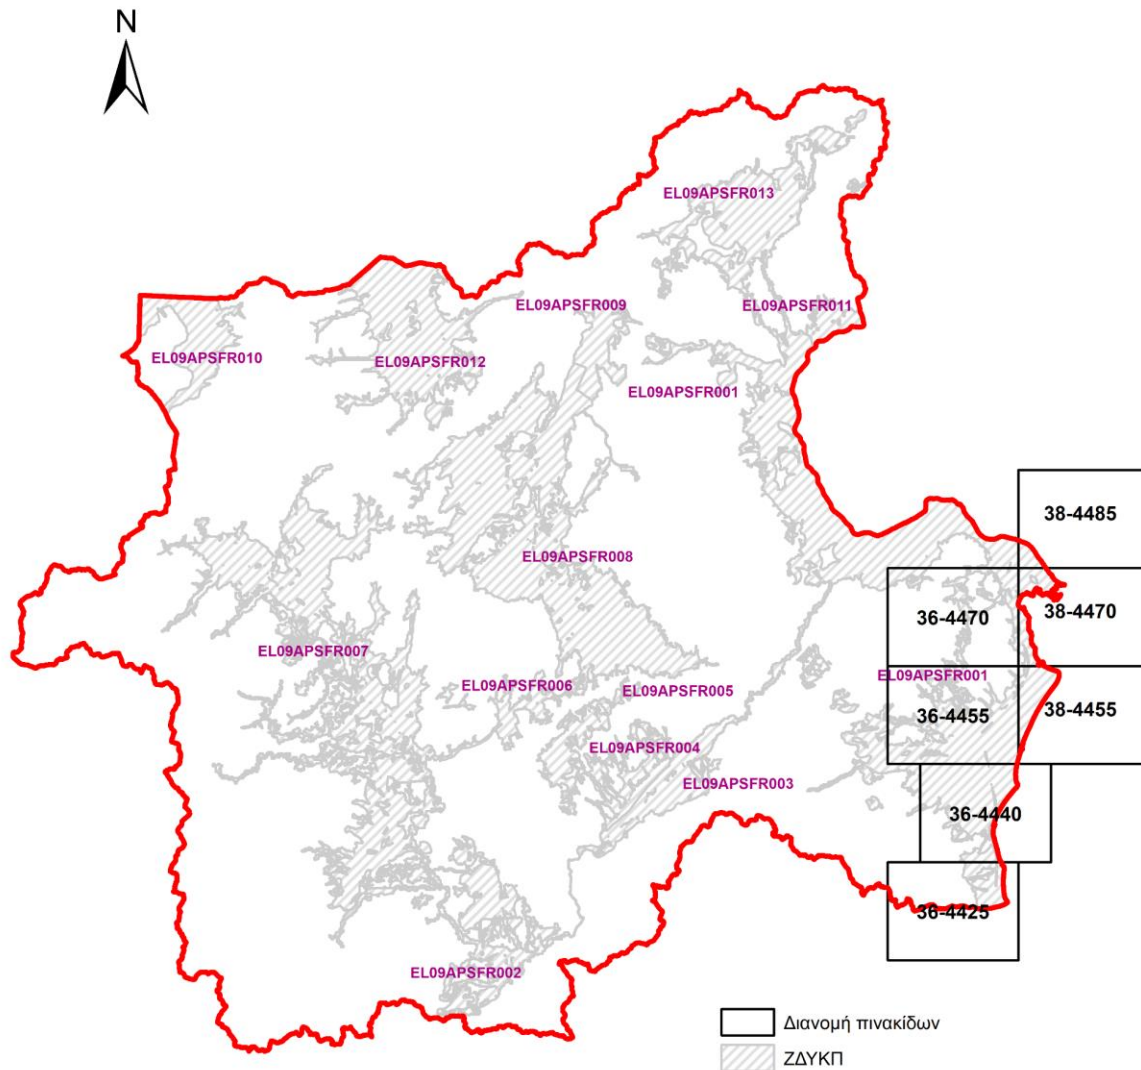 N
EL09APSFR013
EL09APSFR009
EL09APSFR011
EL09APSFR010
EL09APSFR012
EL09APSFR001
38-4485
EL09APSFR008
36-4470
38-4470
EL09APSFR007
EL09APSFR001
EL09APSFR006
EL09APSFR005
36-4455
38-4455
EL09APSFR004
EL09APSFR003
36-4440
36-4425
EL09APSFR002
Διανομή πινακίδων
ΖΔΥΚΠ